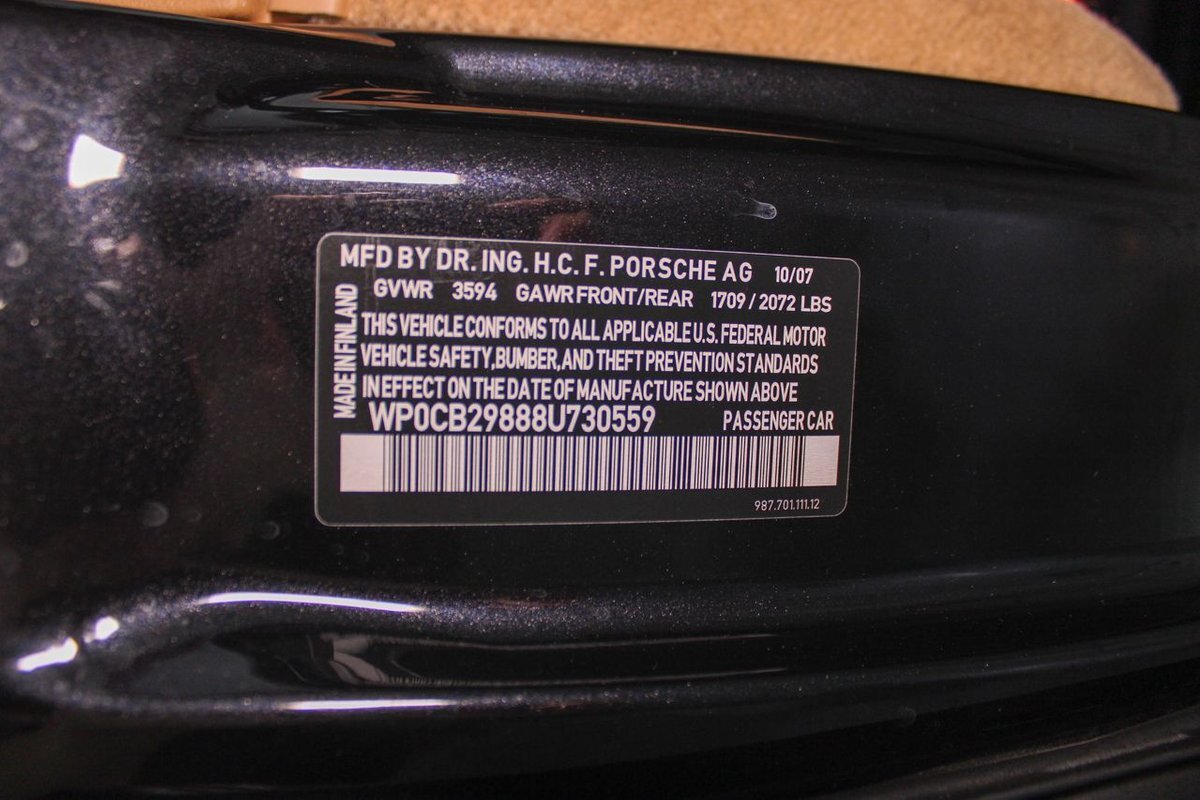 MFD BY DR. ING. H.C. F. PORSCHE AG 10/07
GVWR 3594 GAWR FRONT/REAR 1709 / 2072 LBS
MADE IN FINLAND
THIS VEHICLE CONFORMS TO ALL APPLICABLE U.S. FEDERAL MOTOR
VEHICLE SAFETY, BUMBER, AND THEFT PREVENTION STANDARDS
IN EFFECT ON THE DATE OF MANUFACTURE SHOWN ABOVE
WP0CB29888U730559 PASSENGER CAR
987.701.111.12